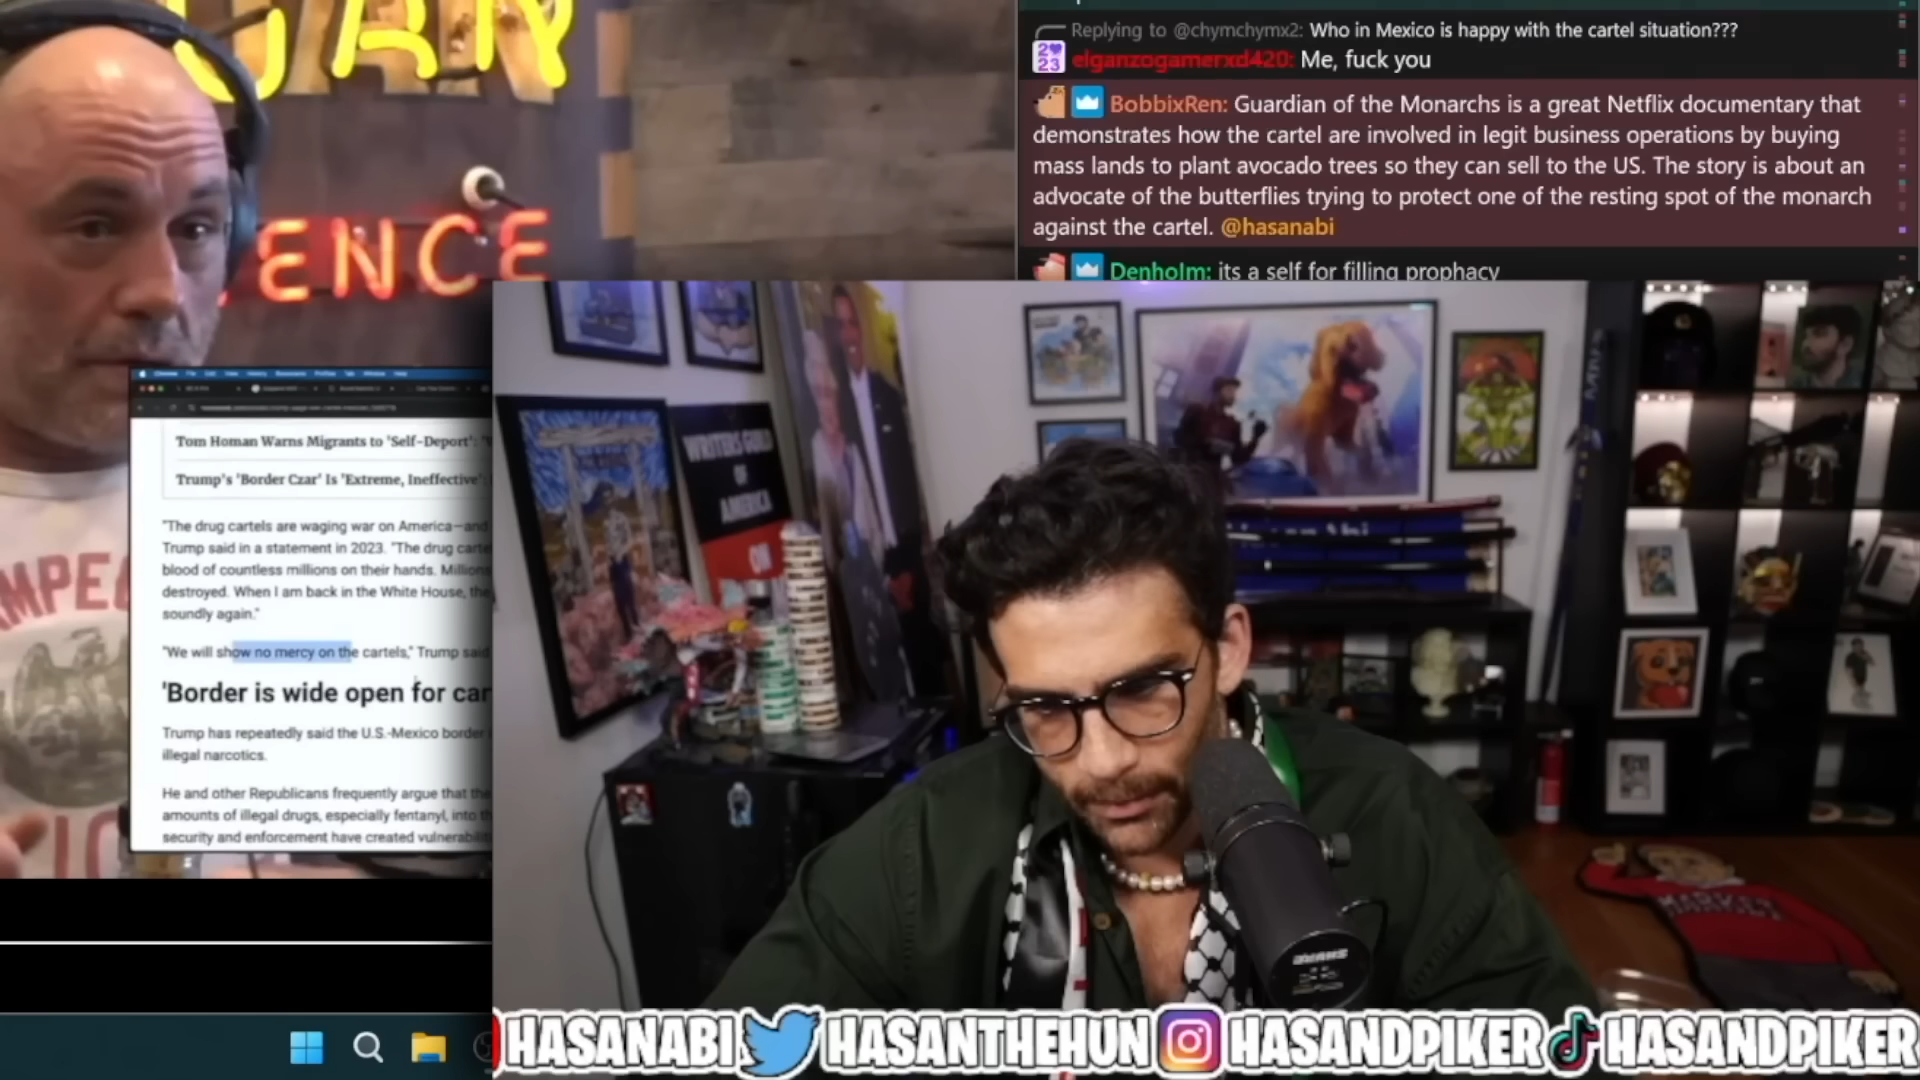 Replying to @chymchymx2: Who in Mexico is happy with the cartel situation???
elganzogamerxd420: Me, fuck you
BobbixRen: Guardian of the Monarchs is a great Netflix documentary that
demonstrates how the cartel are involved in legit business operations by buying
mass lands to plant avocado trees so they can sell to the US. The story is about an
advocate of the butterflies trying to protect one of the resting spot of the monarch
against the cartel. @hasanabi
Denholm: its a self for filling prophacy
ENCE
MPE
Tom Homan Warns Migrants to 'Self-Deport':
Trump's 'Border Czar' Is 'Extreme, Ineffective':
"The drug cartels are waging war on America—and
Trump said in a statement in 2023. "The drug carte
blood of countless millions on their hands. Millions
destroyed. When I am back in the White House, the
soundly again."
"We will show no mercy on the cartels," Trump said
'Border is wide open for car
Trump has repeatedly said the U.S.-Mexico border
illegal narcotics.
He and other Republicans frequently argue that the
amounts of illegal drugs, especially fentanyl, into th
security and enforcement have created vulnerabilit
WRITERS GUILD
OF
AMERICA
ON
HASANABI HASANTHEHUN HASANDPIKER HASANDPIKER